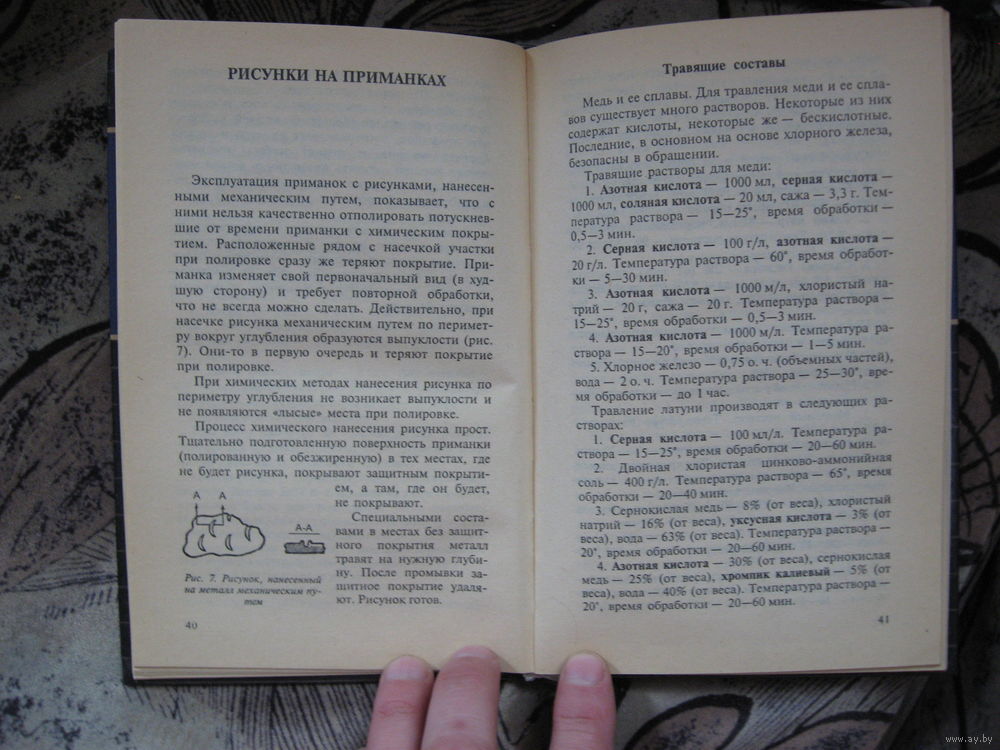 РИСУНКИ НА ПРИМАНКАХ
Эксплуатация приманок с рисунками, нанесен-
ными механическим путем, показывает, что с
ними нельзя качественно отполировать потускнев-
шие от времени приманки с химическим покры-
тием. Расположенные рядом с насечкой участки
при полировке сразу же теряют покрытие. При-
манка изменяет свой первоначальный вид (в худ-
шую сторону) и требует повторной обработки,
что не всегда можно сделать. Действительно, при
насечке рисунка механическим путем по перимет-
ру вокруг углубления образуются выпуклости (рис.
7). Они-то в первую очередь и теряют покрытие
при полировке.
При химических методах нанесения рисунка по
периметру углубления не возникает выпуклости и
не появляются «лысые» места при полировке.
Процесс химического нанесения рисунка прост.
Тщательно подготовленную поверхность приманки
(полированную и обезжиренную) в тех местах, где
не будет рисунка, покрывают защитным покрыти-
ем, а там, где он будет,
не покрывают.
Специальными соста-
вами в местах без защит-
ного покрытия металл
травят на нужную глуби-
ну. После промывки за-
щитное покрытие удаля-
ют. Рисунок готов.
А А
А-А
Рис. 7. Рисунок, нанесенный
на металл механическим пу-
тем
40
Травящие составы
Медь и ее сплавы. Для травления меди и ее спла-
вов существует много растворов. Некоторые из них
содержат кислоты, некоторые же — бескислотные.
Последние, в основном на основе хлорного железа,
безопасны в обращении.
Травящие растворы для меди:
1. Азотная кислота — 1000 мл, серная кислота —
1000 мл, соляная кислота — 20 мл, сажа — 3,3 г. Тем-
пература раствора — 15—25°, время обработки —
0,5—3 мин.
2. Серная кислота — 100 г/л, азотная кислота —
20 г/л. Температура раствора — 60°, время обработ-
ки — 5—30 мин.
3. Азотная кислота — 1000 м/л, хлористый на-
трий — 20 г, сажа — 20 г. Температура раствора —
15—25°, время обработки — 0,5—3 мин.
4. Азотная кислота — 1000 м/л. Температура ра-
створа — 15—20°, время обработки — 1—5 мин.
5. Хлорное железо — 0,75 о. ч. (объемных частей),
вода — 2 о. ч. Температура раствора — 25—30°, вре-
мя обработки — до 1 час.
Травление латуни производят в следующих ра-
створах:
1. Серная кислота — 100 мл/л. Температура ра-
створа — 15—25°, время обработки — 20—60 мин.
2. Двойная хлористая цинково-аммонийная
соль — 400 г/л. Температура раствора — 65°, время
обработки — 20—40 мин.
3. Сернокислая медь — 8% (от веса), хлористый
натрий — 16% (от веса), уксусная кислота — 3% (от
веса), вода — 63% (от веса). Температура раствора —
20°, время обработки — 20—60 мин.
4. Азотная кислота — 30% (от веса), сернокислая
медь — 25% (от веса), хромпик калиевый — 5% (от
веса), вода — 40% (от веса). Температура раствора —
20°, время обработки — 20—60 мин.
41
www.ay.by